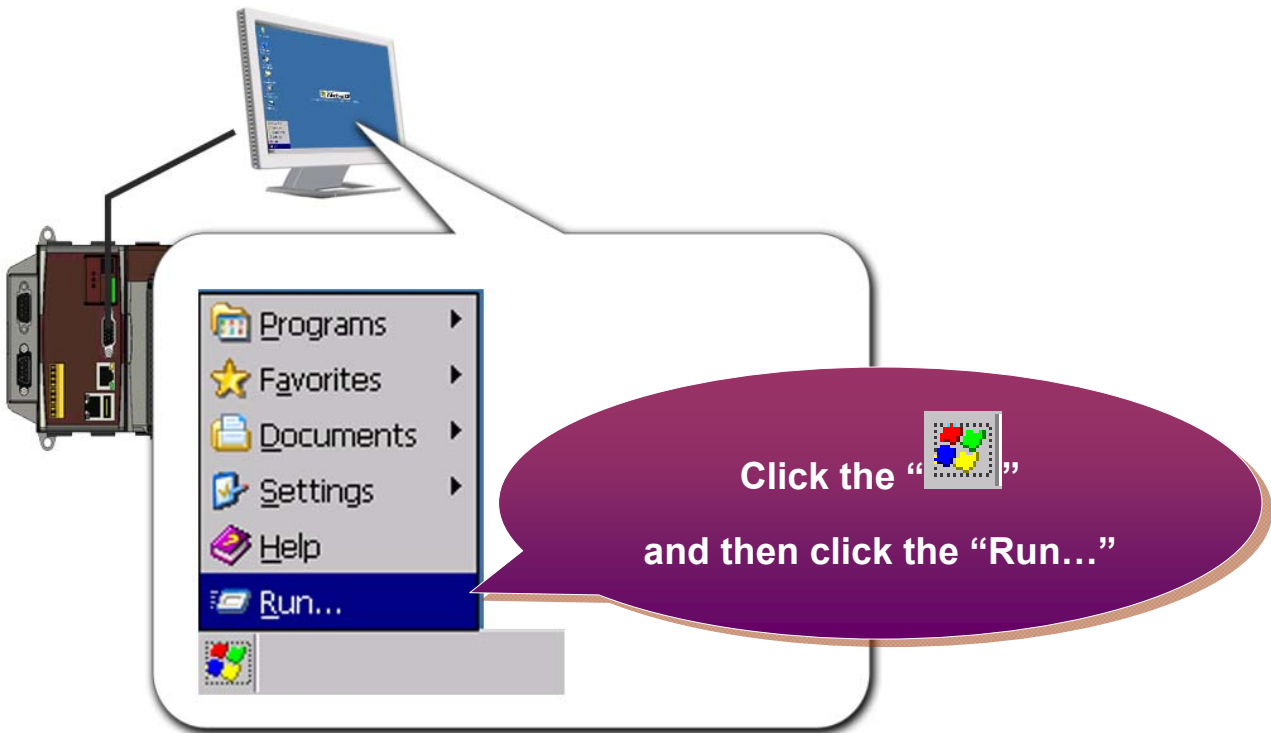 Programs
Favorites
Documents
Settings
Help
Run...
Click the “ ”
and then click the “Run…”